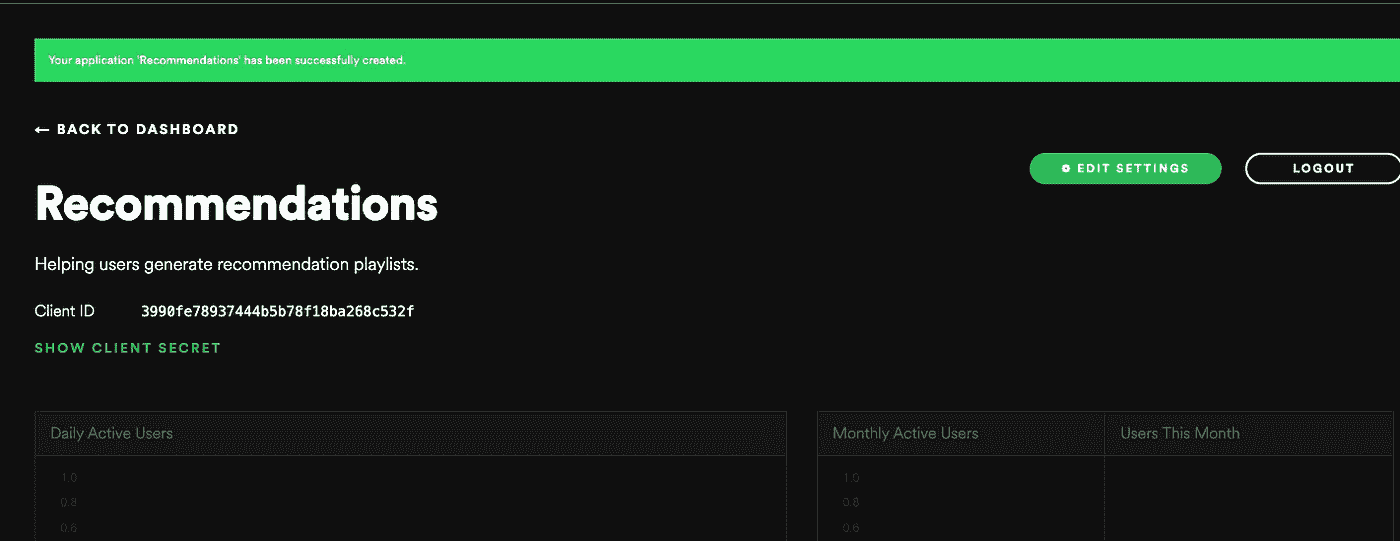 Your application 'Recommendations' has been successfully created.
← BACK TO DASHBOARD
EDIT SETTINGS
LOGOUT
Recommendations
Helping users generate recommendation playlists.
Client ID 3990fe78937444b5b78f18ba268c532f
SHOW CLIENT SECRET
Daily Active Users
Monthly Active Users
Users This Month
1.0
0.8
0.6
1.0
0.8
0.6